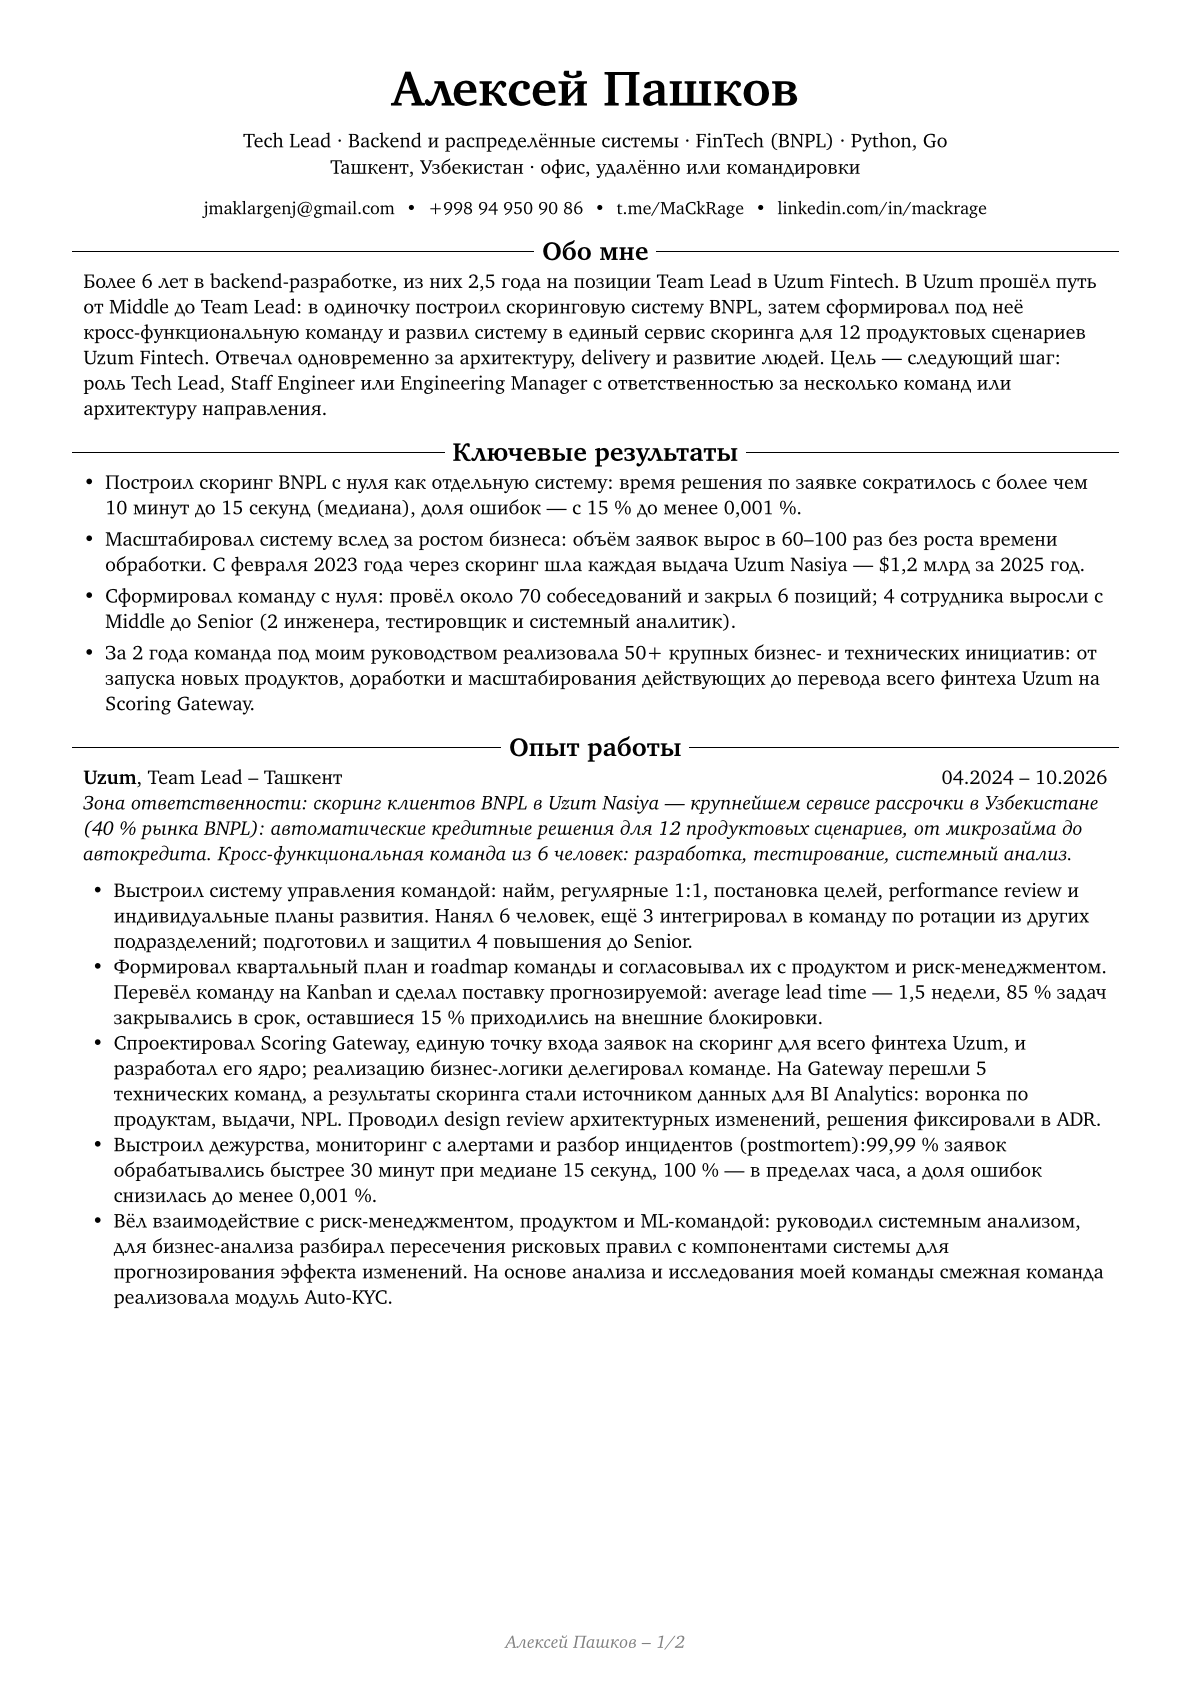 Алексей Пашков
Tech Lead · Backend и распределённые системы · FinTech (BNPL) · Python, Go
Ташкент, Узбекистан · офис, удалённо или командировки
jmaklargenj@gmail.com • +998 94 950 90 86 • t.me/MaCkRage • linkedin.com/in/mackrage
Обо мне
Более 6 лет в backend-разработке, из них 2,5 года на позиции Team Lead в Uzum Fintech. В Uzum прошёл путь
от Middle до Team Lead: в одиночку построил скоринговую систему BNPL, затем сформировал под неё
кросс-функциональную команду и развил систему в единый сервис скоринга для 12 продуктовых сценариев
Uzum Fintech. Отвечал одновременно за архитектуру, delivery и развитие людей. Цель — следующий шаг:
роль Tech Lead, Staff Engineer или Engineering Manager с ответственностью за несколько команд или
архитектуру направления.
Ключевые результаты
• Построил скоринг BNPL с нуля как отдельную систему: время решения по заявке сократилось с более чем
10 минут до 15 секунд (медиана), доля ошибок — с 15 % до менее 0,001 %.
• Масштабировал систему вслед за ростом бизнеса: объём заявок вырос в 60–100 раз без роста времени
обработки. С февраля 2023 года через скоринг шла каждая выдача Uzum Nasiya — $1,2 млрд за 2025 год.
• Сформировал команду с нуля: провёл около 70 собеседований и закрыл 6 позиций; 4 сотрудника выросли с
Middle до Senior (2 инженера, тестировщик и системный аналитик).
• За 2 года команда под моим руководством реализовала 50+ крупных бизнес- и технических инициатив: от
запуска новых продуктов, доработки и масштабирования действующих до перевода всего финтеха Uzum на
Scoring Gateway.
Опыт работы
Uzum, Team Lead – Ташкент 04.2024 – 10.2026
Зона ответственности: скоринг клиентов BNPL в Uzum Nasiya — крупнейшем сервисе рассрочки в Узбекистане
(40 % рынка BNPL): автоматические кредитные решения для 12 продуктовых сценариев, от микрозайма до
автокредита. Кросс-функциональная команда из 6 человек: разработка, тестирование, системный анализ.
• Выстроил систему управления командой: найм, регулярные 1:1, постановка целей, performance review и
индивидуальные планы развития. Нанял 6 человек, ещё 3 интегрировал в команду по ротации из других
подразделений; подготовил и защитил 4 повышения до Senior.
• Формировал квартальный план и roadmap команды и согласовывал их с продуктом и риск-менеджментом.
Перевёл команду на Kanban и сделал поставку прогнозируемой: average lead time — 1,5 недели, 85 % задач
закрывались в срок, оставшиеся 15 % приходились на внешние блокировки.
• Спроектировал Scoring Gateway, единую точку входа заявок на скоринг для всего финтеха Uzum, и
разработал его ядро; реализацию бизнес-логики делегировал команде. На Gateway перешли 5
технических команд, а результаты скоринга стали источником данных для BI Analytics: воронка по
продуктам, выдачи, NPL. Проводил design review архитектурных изменений, решения фиксировали в ADR.
• Выстроил дежурства, мониторинг с алертами и разбор инцидентов (postmortem):99,99 % заявок
обрабатывались быстрее 30 минут при медиане 15 секунд, 100 % — в пределах часа, а доля ошибок
снизилась до менее 0,001 %.
• Вёл взаимодействие с риск-менеджментом, продуктом и ML-командой: руководил системным анализом,
для бизнес-анализа разбирал пересечения рисковых правил с компонентами системы для
прогнозирования эффекта изменений. На основе анализа и исследования моей команды смежная команда
реализовала модуль Auto-KYC.
Алексей Пашков – 1/2